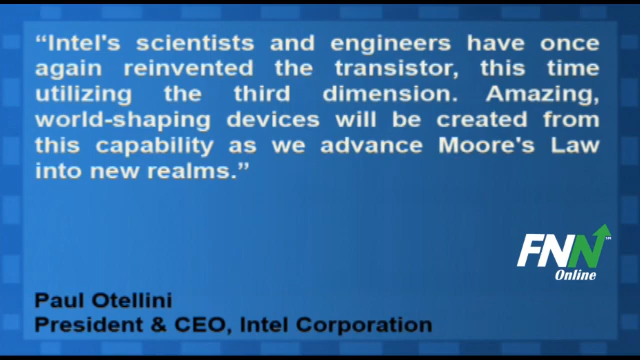 “Intel's scientists and engineers have once
again reinvented the transistor, this time
utilizing the third dimension. Amazing,
world-shaping devices will be created from
this capability as we advance Moore's Law
into new realms.”
FNN
Online
Paul Otellini
President & CEO, Intel Corporation